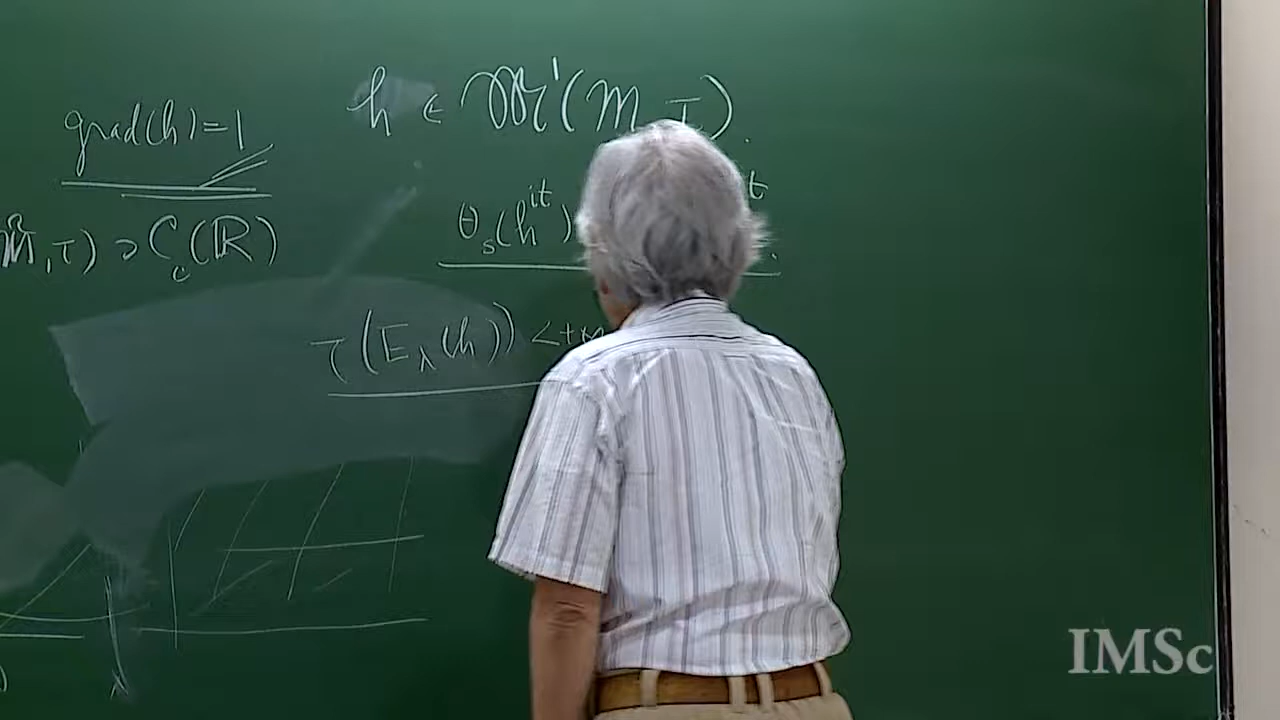 h ∈ 𝔐'(m, τ).
grad(h)=1
θ_s(h^{it}) t.
, τ) ∋ C_c(ℝ)
τ(E_λ(h)) < +∞
λ
IMSc